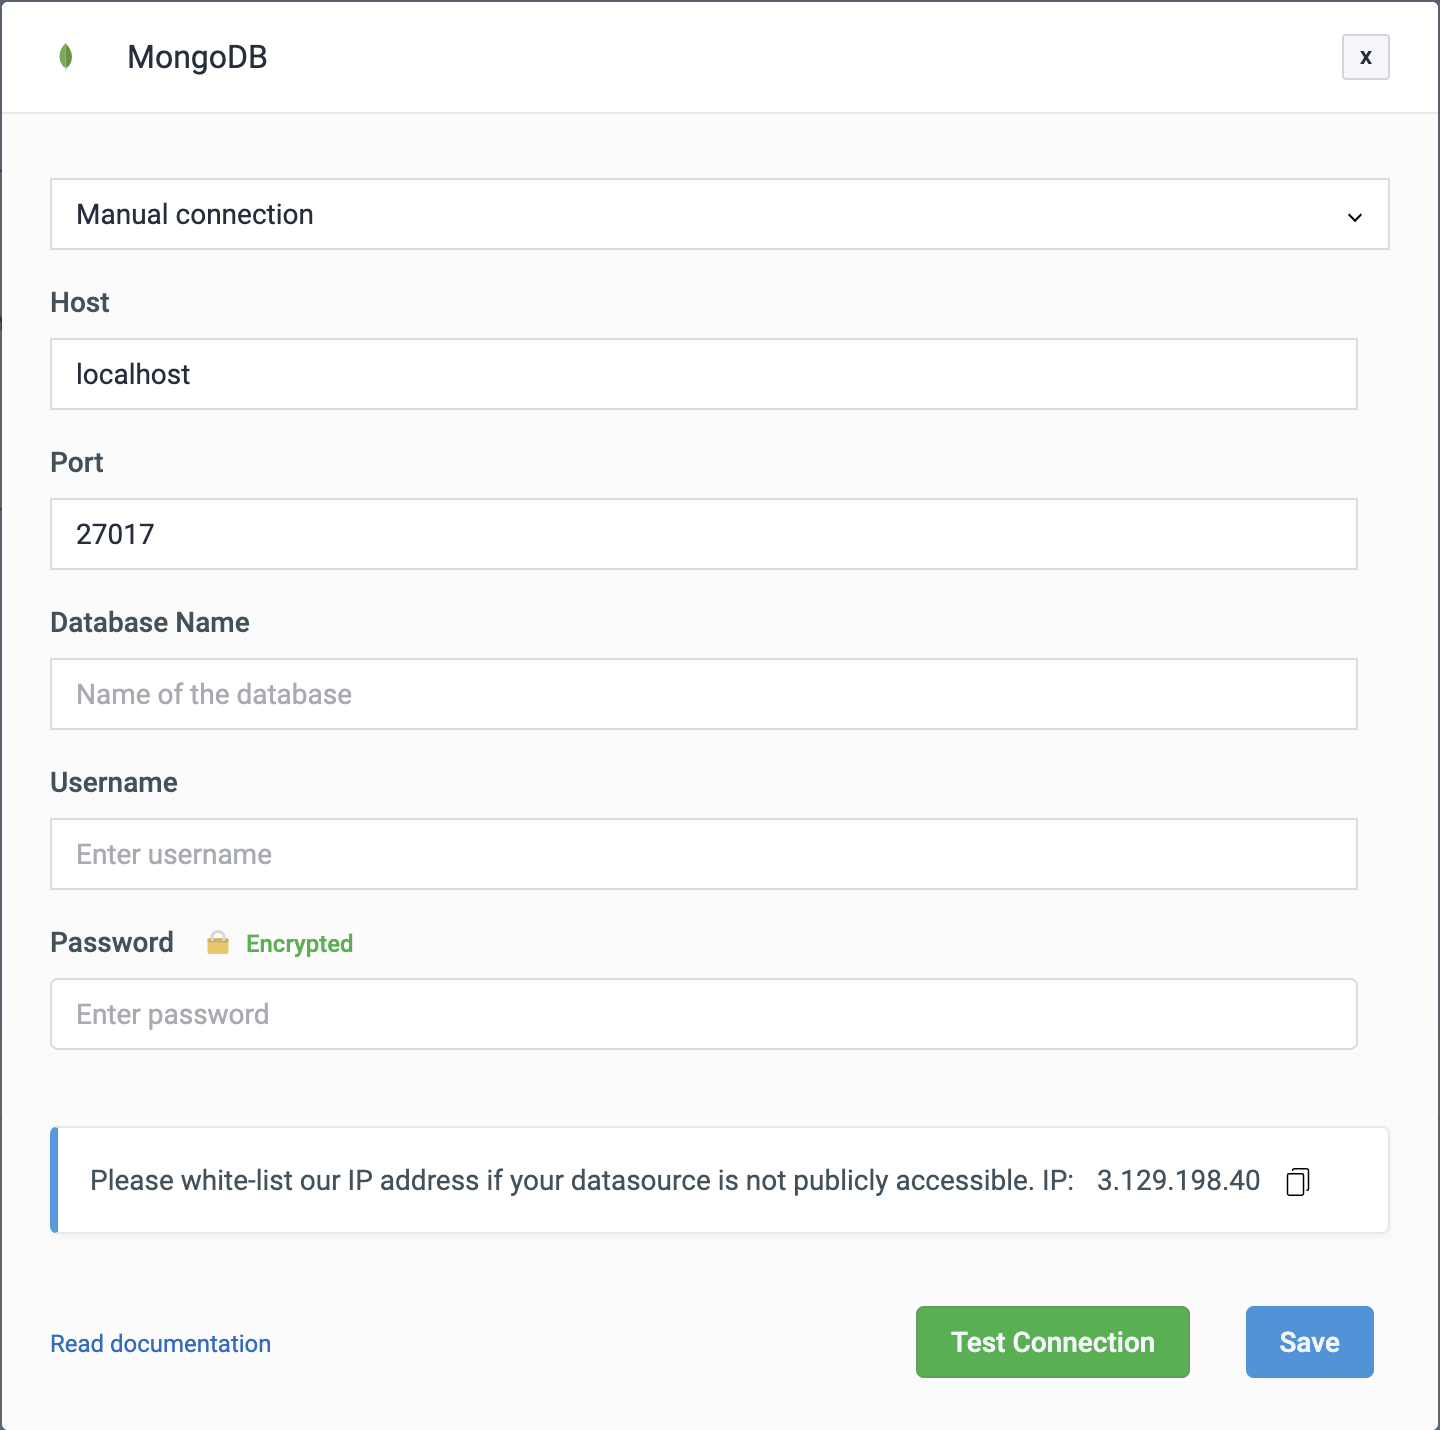 MongoDB
x
Manual connection
Host
localhost
Port
27017
Database Name
Name of the database
Username
Enter username
Password Encrypted
Enter password
Please white-list our IP address if your datasource is not publicly accessible. IP: 3.129.198.40
Read documentation Test Connection Save